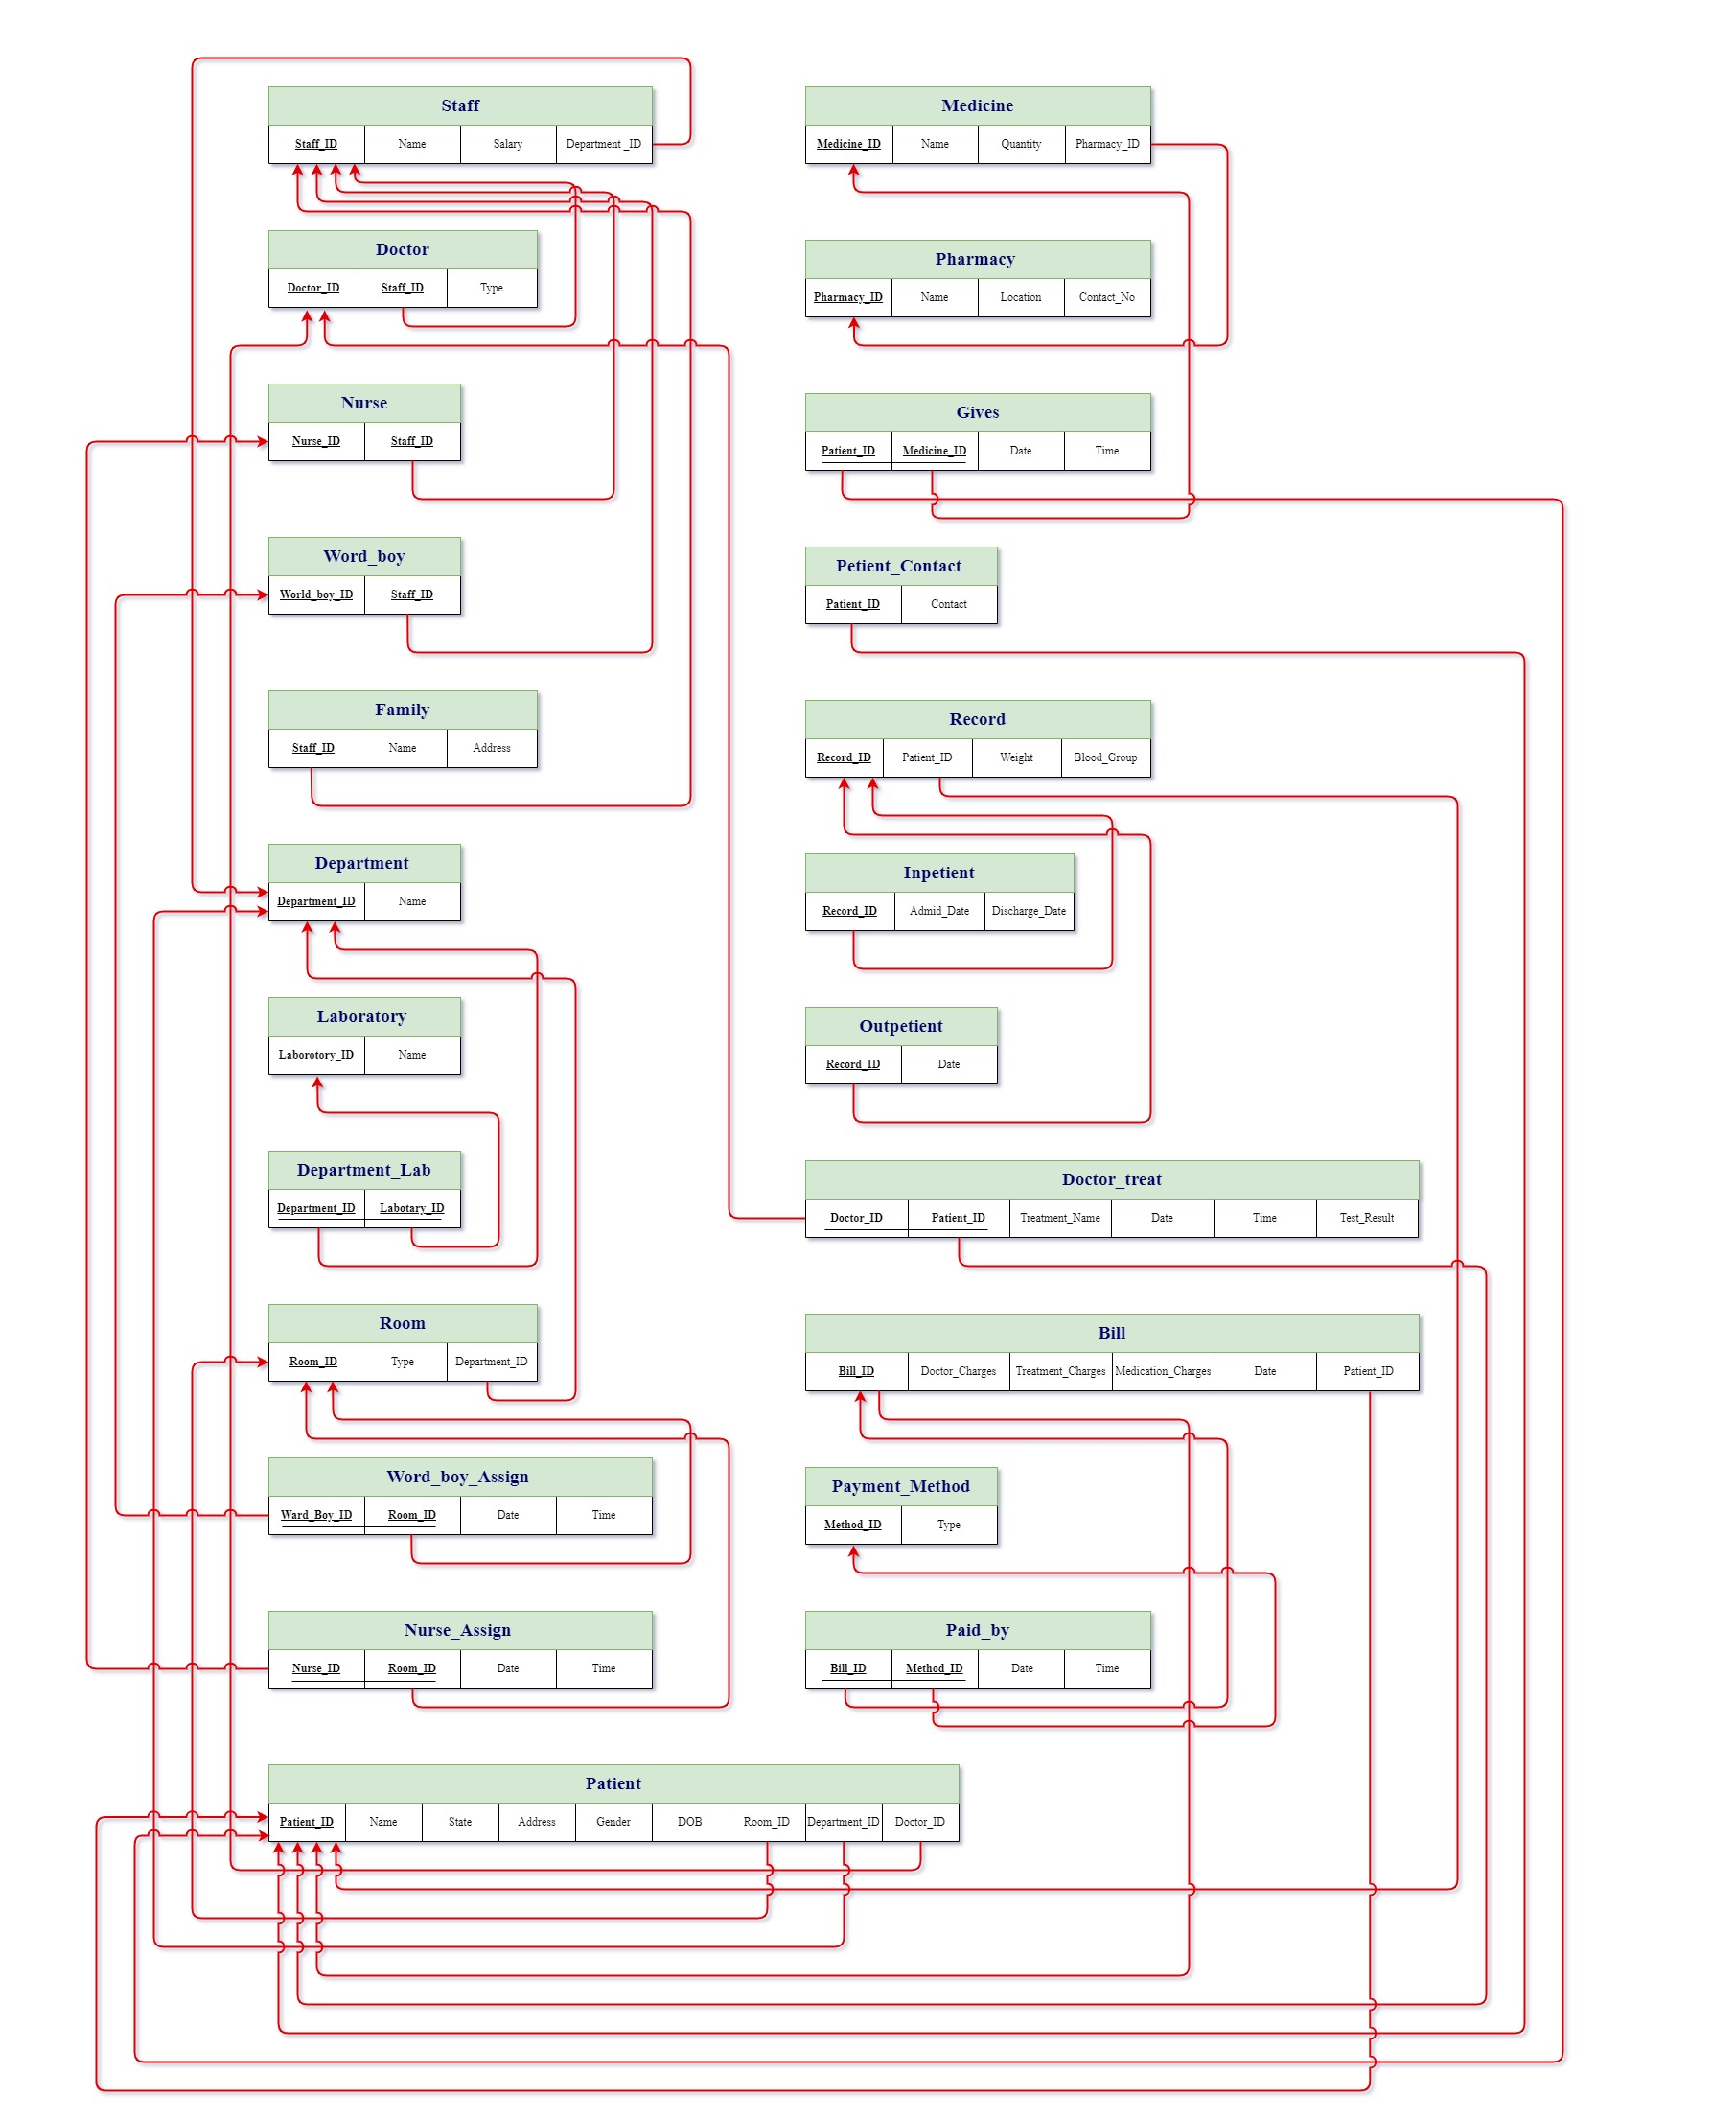 Staff
Staff_ID Name Salary Department _ID
Doctor
Doctor_ID Staff_ID Type
Nurse
Nurse_ID Staff_ID
Word_boy
World_boy_ID Staff_ID
Family
Staff_ID Name Address
Department
Department_ID Name
Laboratory
Laborotory_ID Name
Department_Lab
Department_ID Labotary_ID
Room
Room_ID Type Department_ID
Word_boy_Assign
Ward_Boy_ID Room_ID Date Time
Nurse_Assign
Nurse_ID Room_ID Date Time
Medicine
Medicine_ID Name Quantity Pharmacy_ID
Pharmacy
Pharmacy_ID Name Location Contact_No
Gives
Patient_ID Medicine_ID Date Time
Petient_Contact
Patient_ID Contact
Record
Record_ID Patient_ID Weight Blood_Group
Inpetient
Record_ID Admid_Date Discharge_Date
Outpetient
Record_ID Date
Doctor_treat
Doctor_ID Patient_ID Treatment_Name Date Time Test_Result
Bill
Bill_ID Doctor_Charges Treatment_Charges Medication_Charges Date Patient_ID
Payment_Method
Method_ID Type
Paid_by
Bill_ID Method_ID Date Time
Patient
Patient_ID Name State Address Gender DOB Room_ID Department_ID Doctor_ID